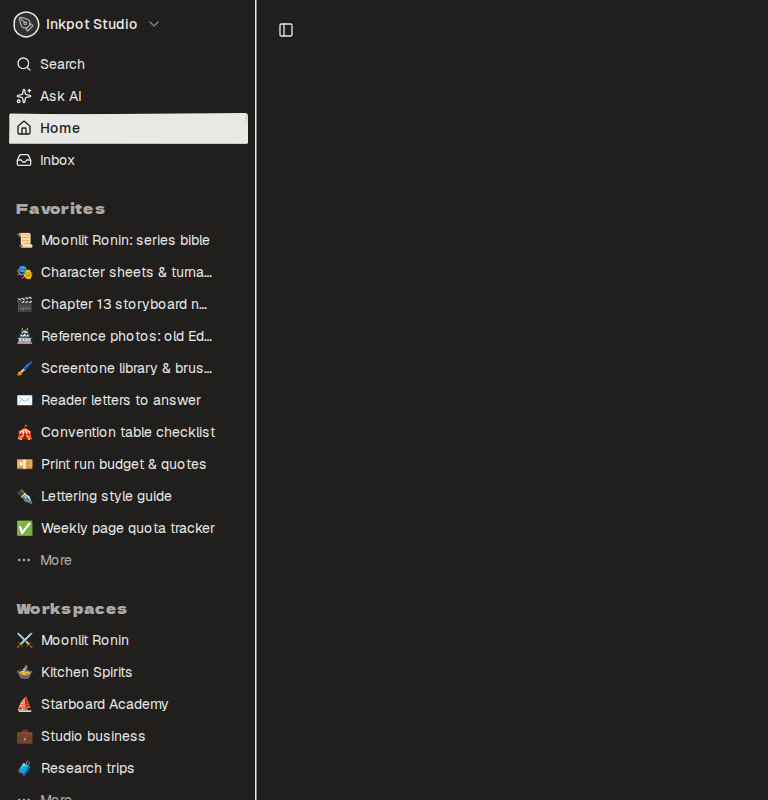 Inkpot Studio
Search
Ask AI
Home
Inbox
Favorites
Moonlit Ronin: series bible
Character sheets & turna…
Chapter 13 storyboard n…
Reference photos: old Ed…
Screentone library & brus…
Reader letters to answer
Convention table checklist
Print run budget & quotes
Lettering style guide
Weekly page quota tracker
More
Workspaces
Moonlit Ronin
Kitchen Spirits
Starboard Academy
Studio business
Research trips
More